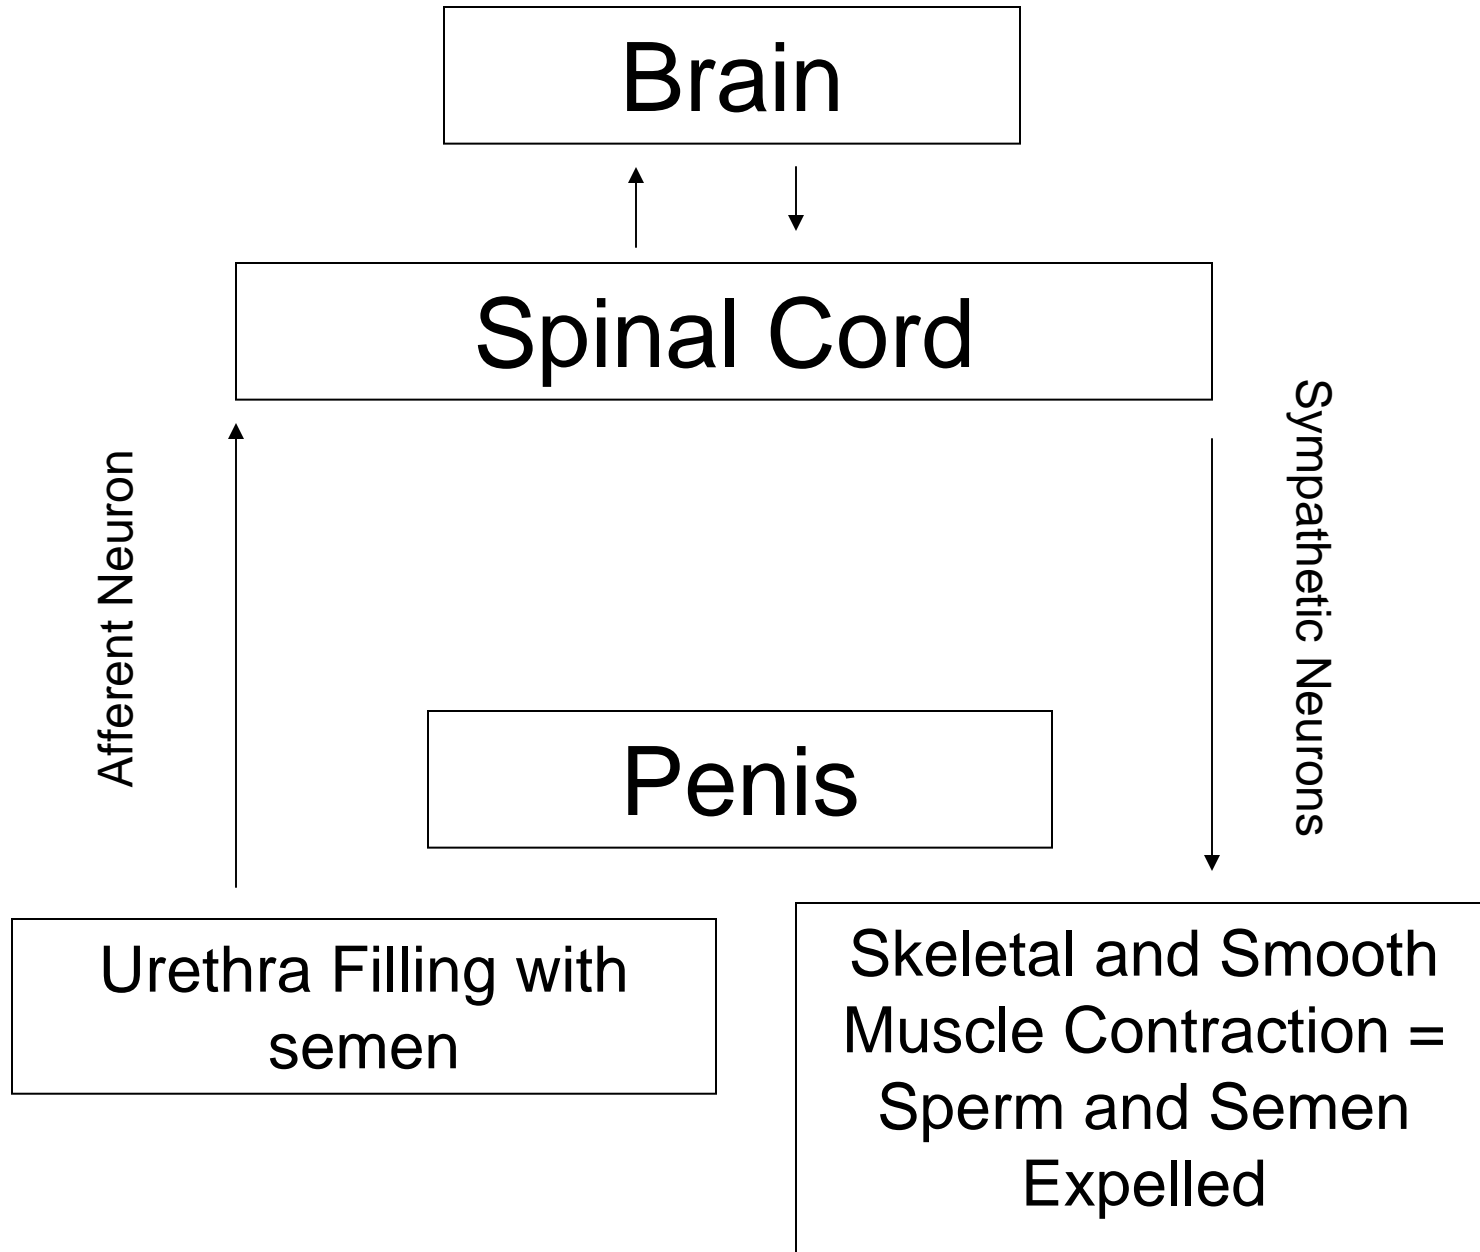 Brain
Spinal Cord
Afferent Neuron
Sympathetic Neurons
Penis
Urethra Filling with
semen
Skeletal and Smooth
Muscle Contraction =
Sperm and Semen
Expelled